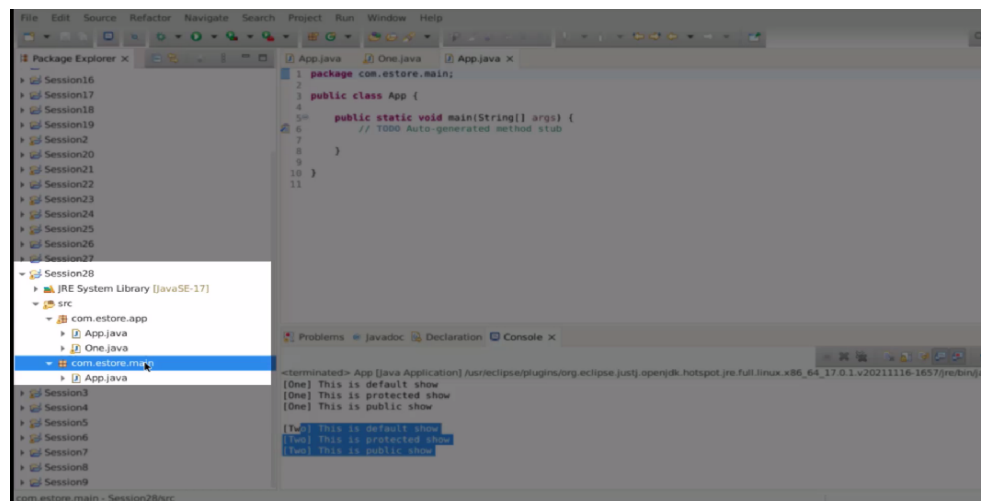 File Edit Source Refactor Navigate Search Project Run Window Help
Package Explorer
Session16
Session17
Session18
Session19
Session2
Session20
Session21
Session22
Session23
Session24
Session25
Session26
Session27
Session28
JRE System Library [JavaSE-17]
src
com.estore.app
App.java
One.java
com.estore.main
App.java
Session3
Session4
Session5
Session6
Session7
Session8
Session9
App.java One.java App.java
1 package com.estore.main;
2
3 public class App {
4
5 public static void main(String[] args) {
6 // TODO Auto-generated method stub
7
8 }
9
10 }
11
Problems Javadoc Declaration Console
<terminated> App [Java Application] /usr/eclipse/plugins/org.eclipse.justj.openjdk.hotspot.jre.full.linux.x86_64_17.0.1.v20211116-1657/jre/bin/j
[One] This is default show
[One] This is protected show
[One] This is public show
[Two] This is default show
[Two] This is protected show
[Two] This is public show
com.estore.main - Session28/src